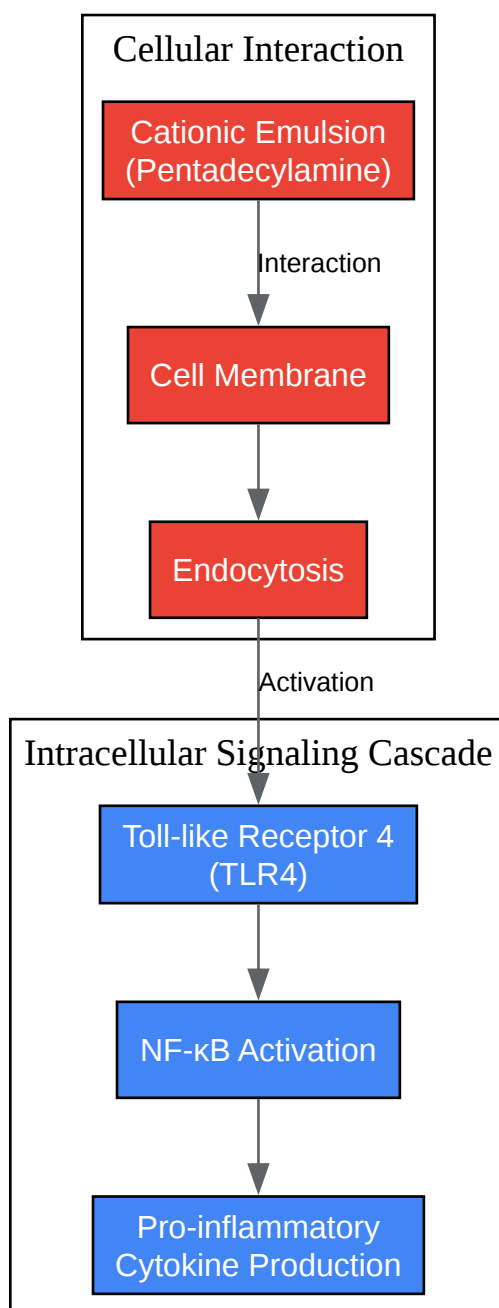 Cellular Interaction
Cationic Emulsion
(Pentadecylamine)
Interaction
Cell Membrane
Endocytosis
Activation
Intracellular Signaling Cascade
Toll-like Receptor 4
(TLR4)
NF-κB Activation
Pro-inflammatory
Cytokine Production